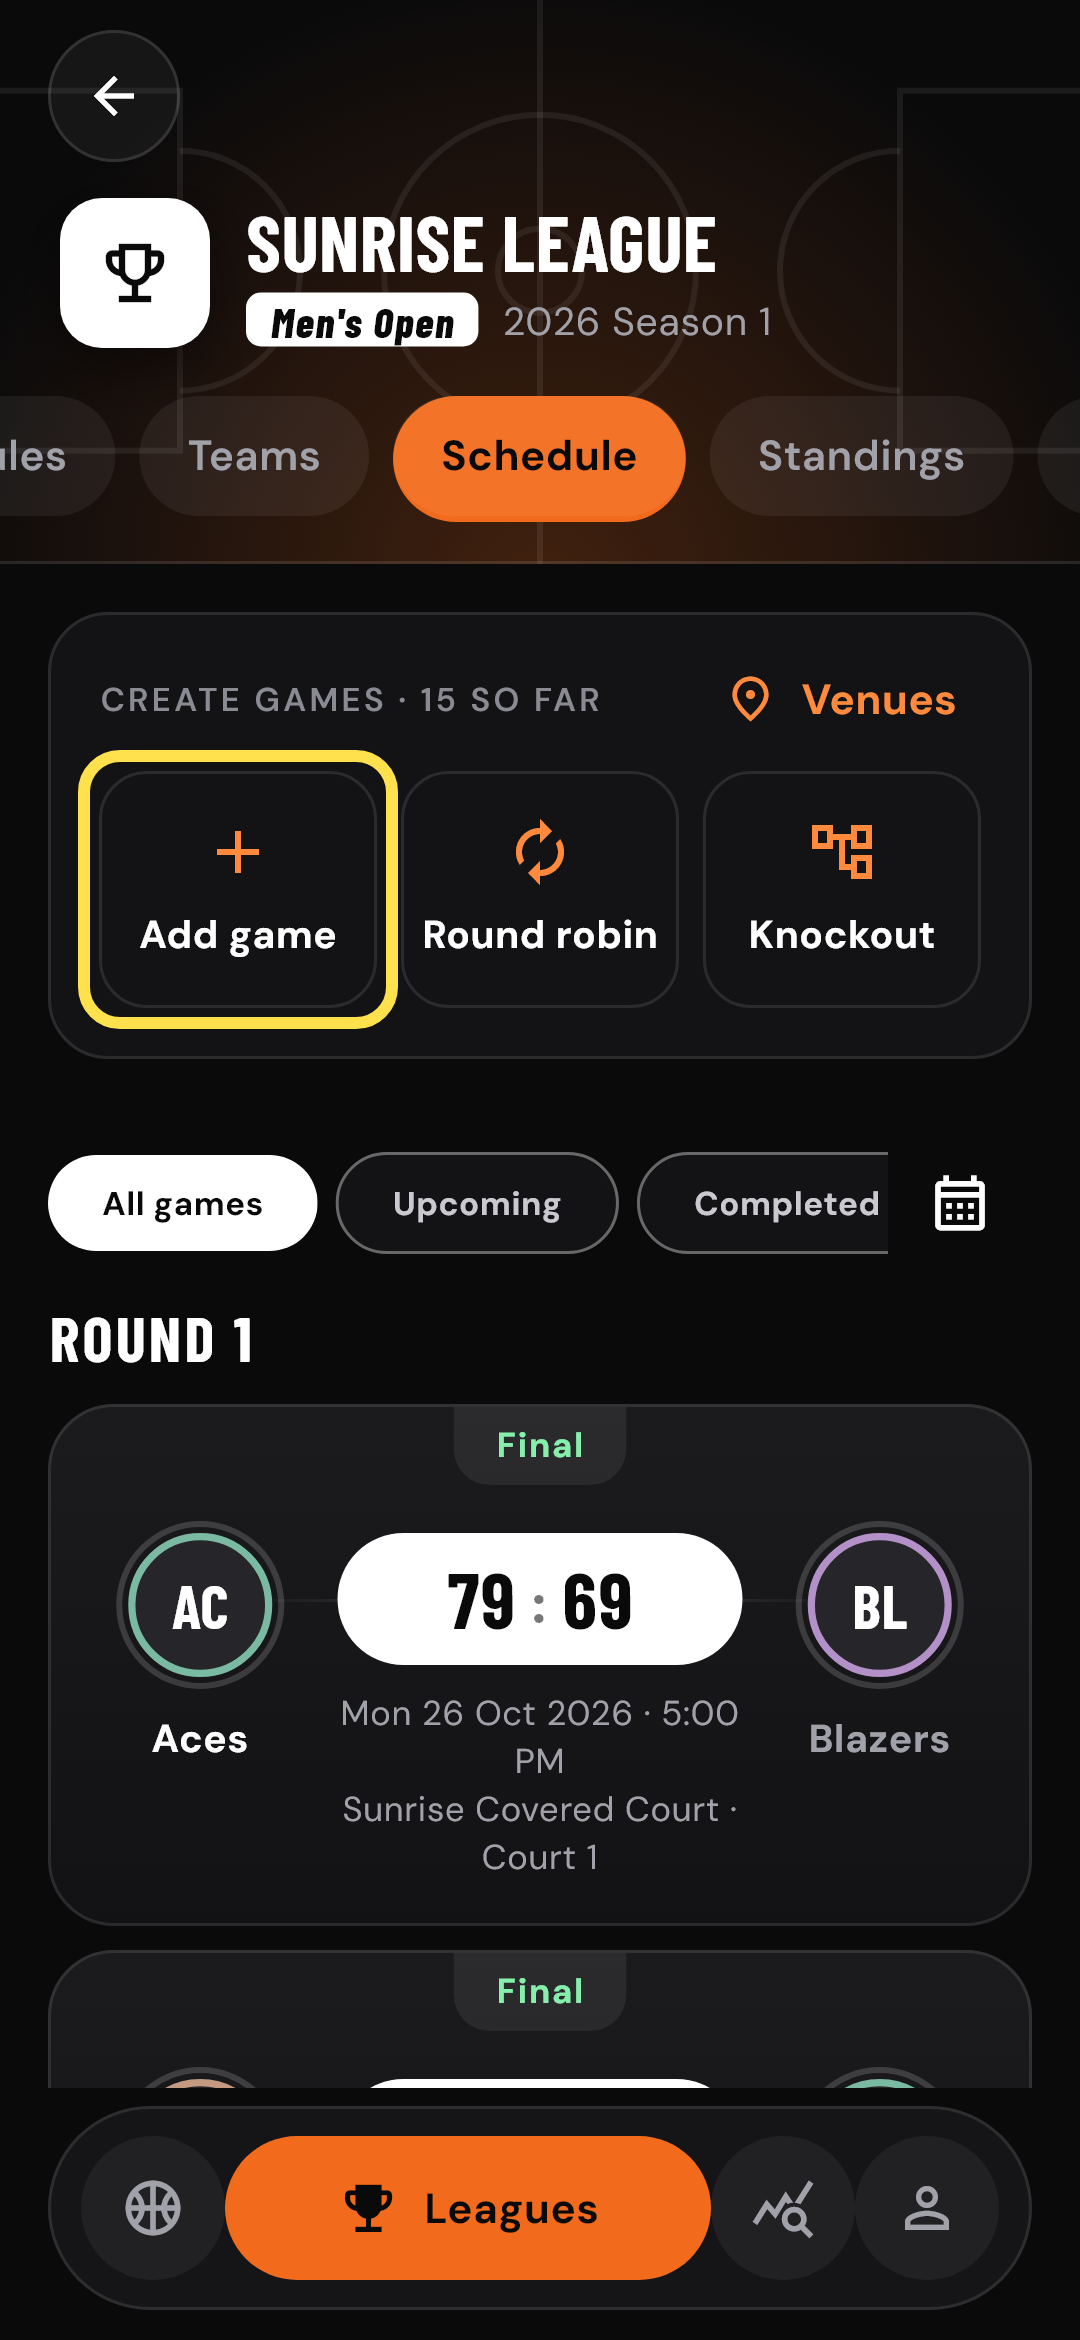 SUNRISE LEAGUE
Men's Open 2026 Season 1
Teams Schedule Standings
CREATE GAMES · 15 SO FAR Venues
Add game Round robin Knockout
All games Upcoming Completed
ROUND 1
Final
AC 79 : 69 BL
Aces Mon 26 Oct 2026 · 5:00 Blazers
PM
Sunrise Covered Court ·
Court 1
Final
Leagues